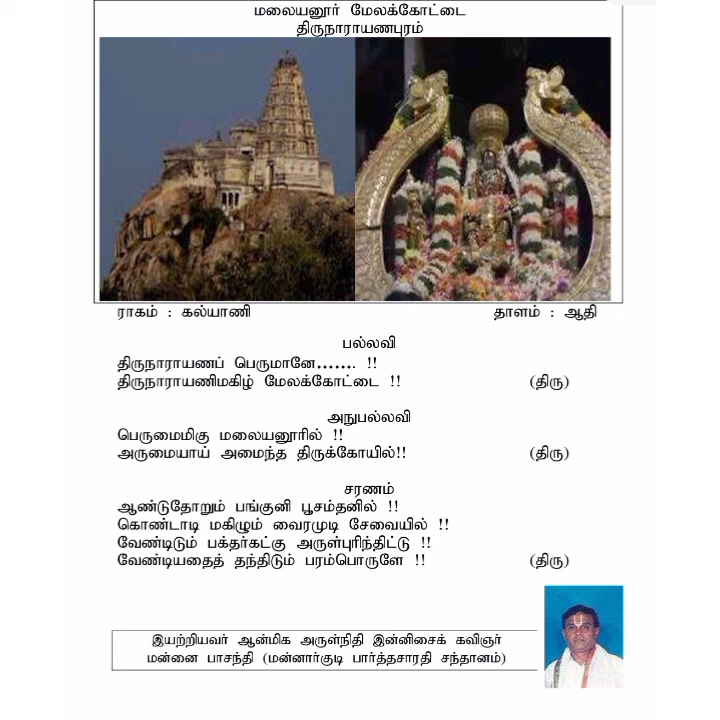 மலையனூர் மேலக்கோட்டை
திருநாராயணபுரம்
ராகம் : கல்யாணி தாளம் : ஆதி
பல்லவி
திருநாராயணப் பெருமானே....... !!
திருநாராயணிமகிழ் மேலக்கோட்டை !! (திரு)
அநுபல்லவி
பெருமைமிகு மலையனூரில் !!
அருமையாய் அமைந்த திருக்கோயில்!! (திரு)
சரணம்
ஆண்டுதோறும் பங்குனி பூசம்தனில் !!
கொண்டாடி மகிழும் வைரமுடி சேவையில் !!
வேண்டிடும் பக்தர்கட்கு அருள்புரிந்திட்டு !!
வேண்டியதைத் தந்திடும் பரம்பொருளே !! (திரு)
இயற்றியவர் ஆன்மிக அருள்நிதி இன்னிசைக் கவிஞர்
மன்னை பாசந்தி (மன்னார்குடி பார்த்தசாரதி சந்தானம்)